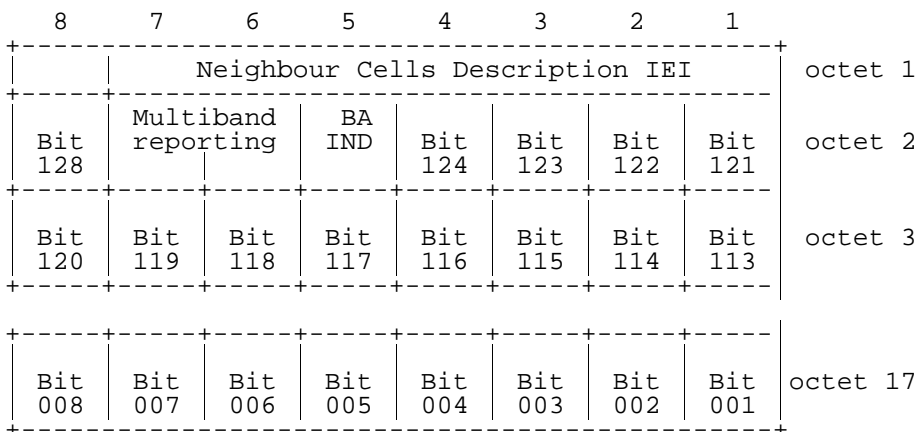 8 7 6 5 4 3 2 1
Neighbour Cells Description IEI octet 1
Multiband BA
Bit reporting IND Bit Bit Bit Bit octet 2
128 124 123 122 121
Bit Bit Bit Bit Bit Bit Bit Bit octet 3
120 119 118 117 116 115 114 113
Bit Bit Bit Bit Bit Bit Bit Bit octet 17
008 007 006 005 004 003 002 001